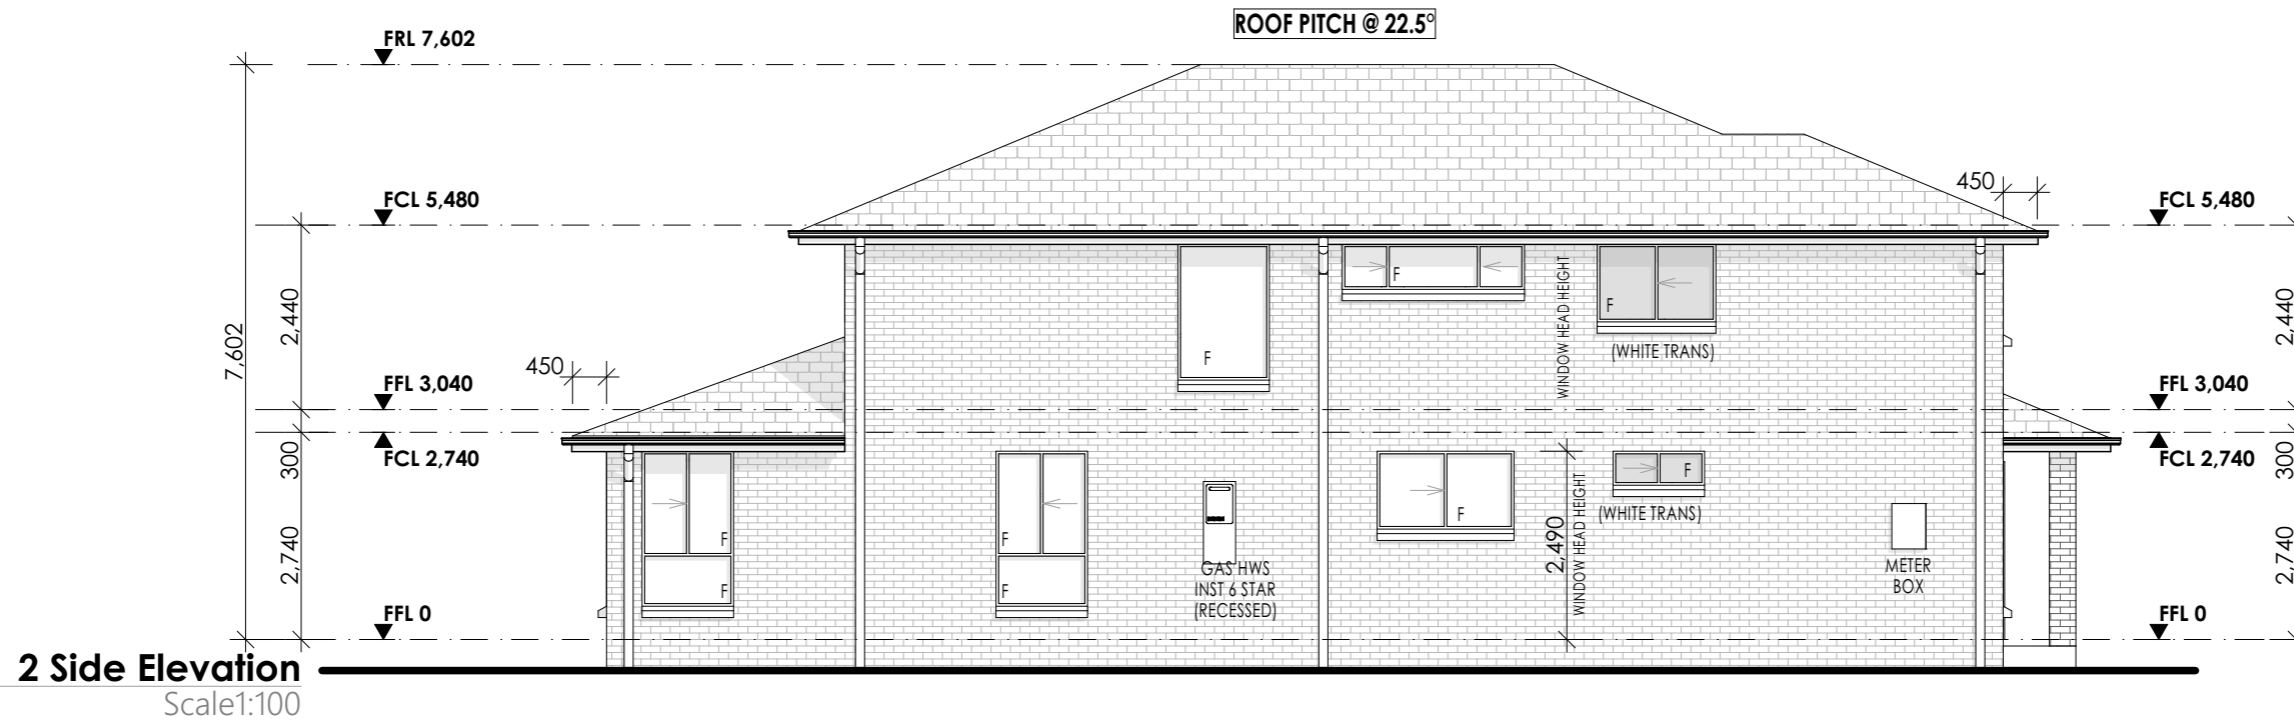 ROOF PITCH @ 22.5°
FRL 7,602
450
FCL 5,480
FCL 5,480
7,602
2,440
WINDOW HEAD HEIGHT
2,440
F
F
F
(WHITE TRANS)
450
FFL 3,040
FFL 3,040
300
FCL 2,740
FCL 2,740
300
2,740
F
F
F
F
GAS HWS
INST 6 STAR
(RECESSED)
F
2,490
WINDOW HEAD HEIGHT
F
(WHITE TRANS)
METER
BOX
2,740
FFL 0
FFL 0
2 Side Elevation
Scale1:100